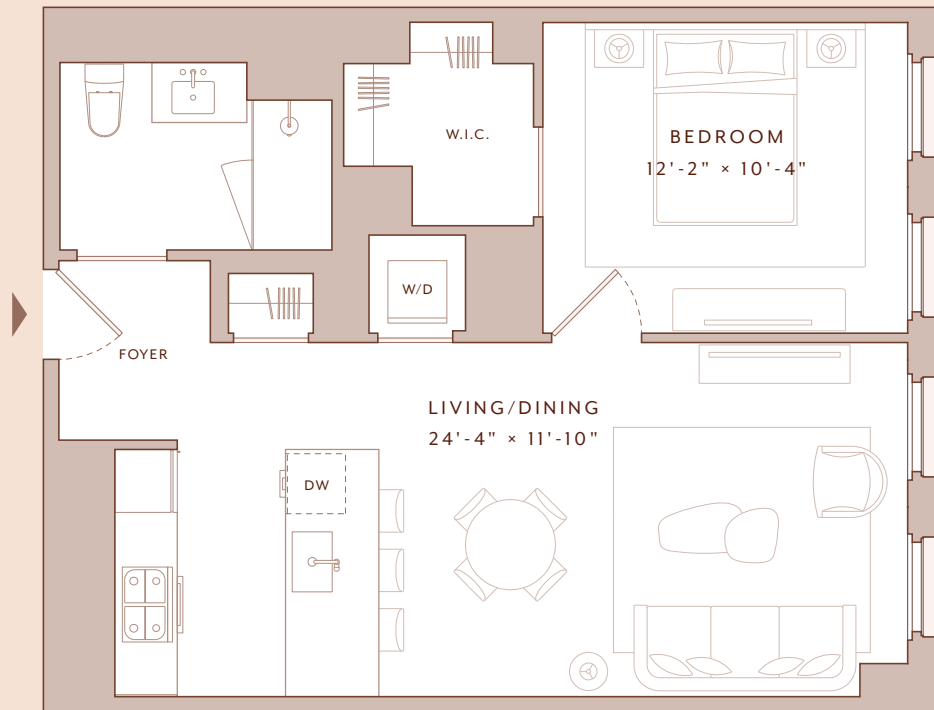 W.I.C.
BEDROOM
12'-2" × 10'-4"
W/D
FOYER
LIVING/DINING
24'-4" × 11'-10"
DW